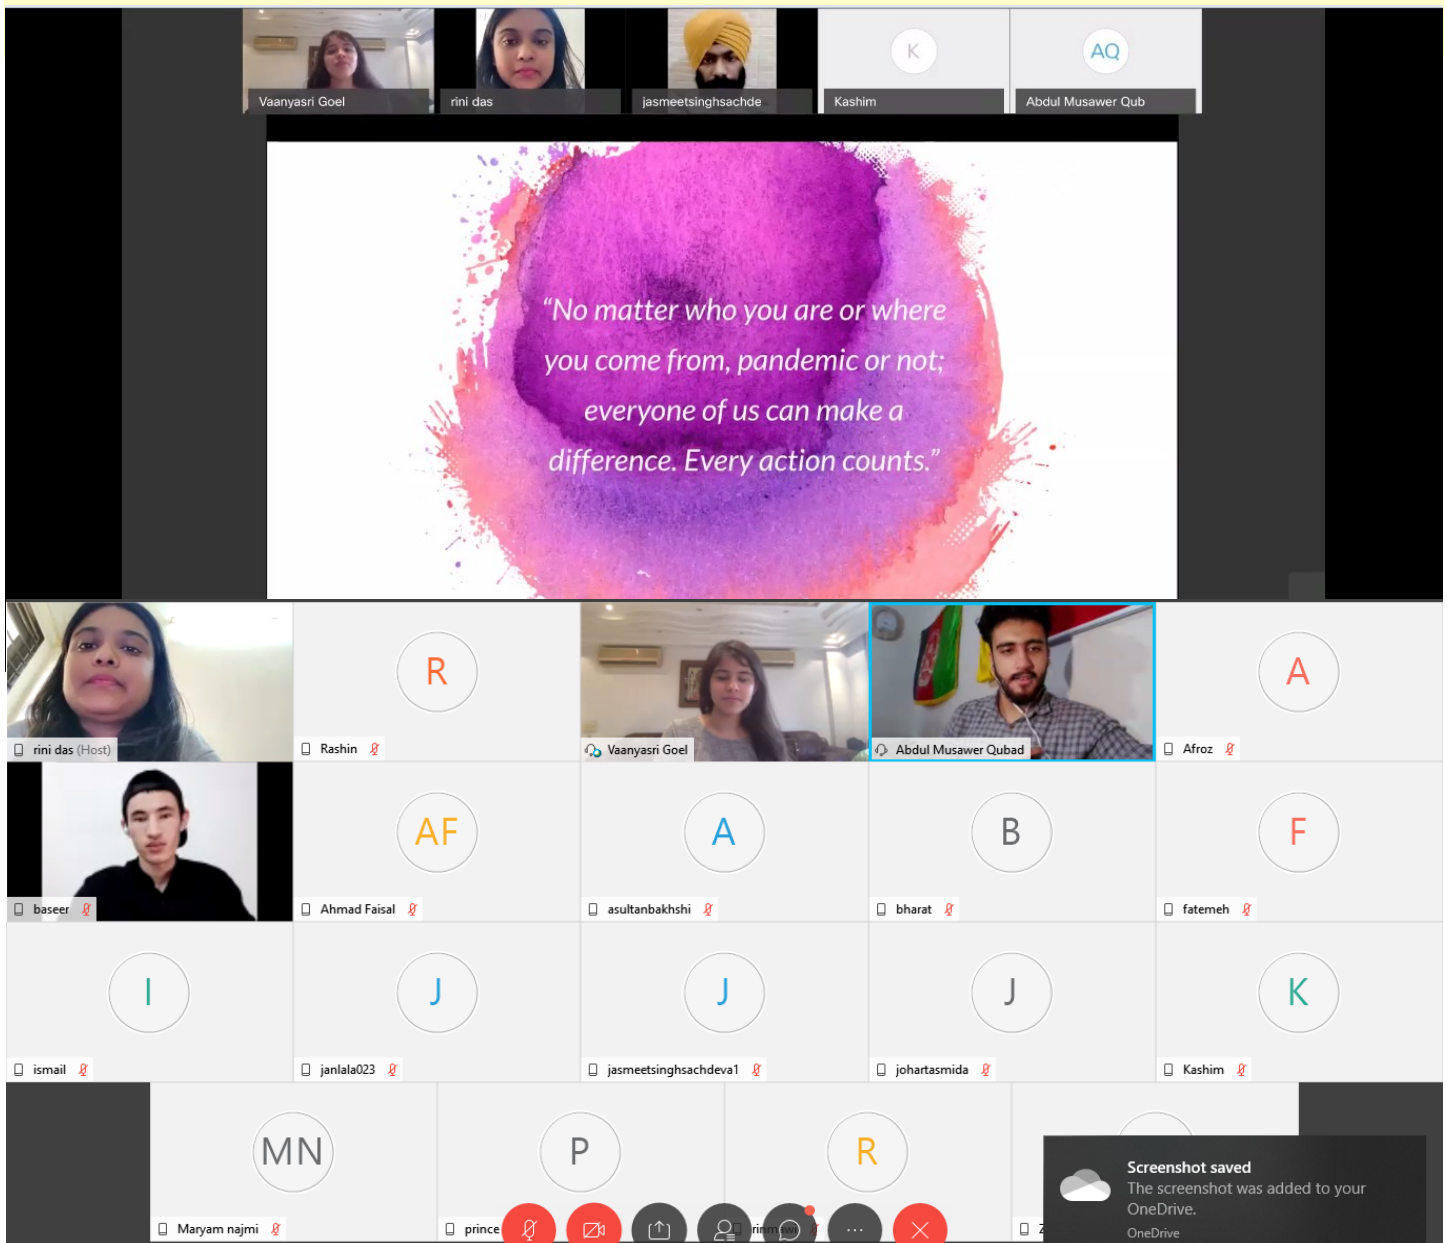 Vaanyasri Goel
rini das
jasmeetsinghsachde
K
Kashim
AQ
Abdul Musawer Qub
“No matter who you are or where
you come from, pandemic or not;
everyone of us can make a
difference. Every action counts.”
rini das (Host)
R
Rashin
Vaanyasri Goel
Abdul Musawer Qubad
A
Afroz
baseer
AF
Ahmad Faisal
A
asultanbakhshi
B
bharat
F
fatemeh
I
ismail
J
janlala023
J
jasmeetsinghsachdeva1
J
johartasmida
K
Kashim
MN
Maryam najmi
P
prince
R
Screenshot saved
The screenshot was added to your
OneDrive.
OneDrive